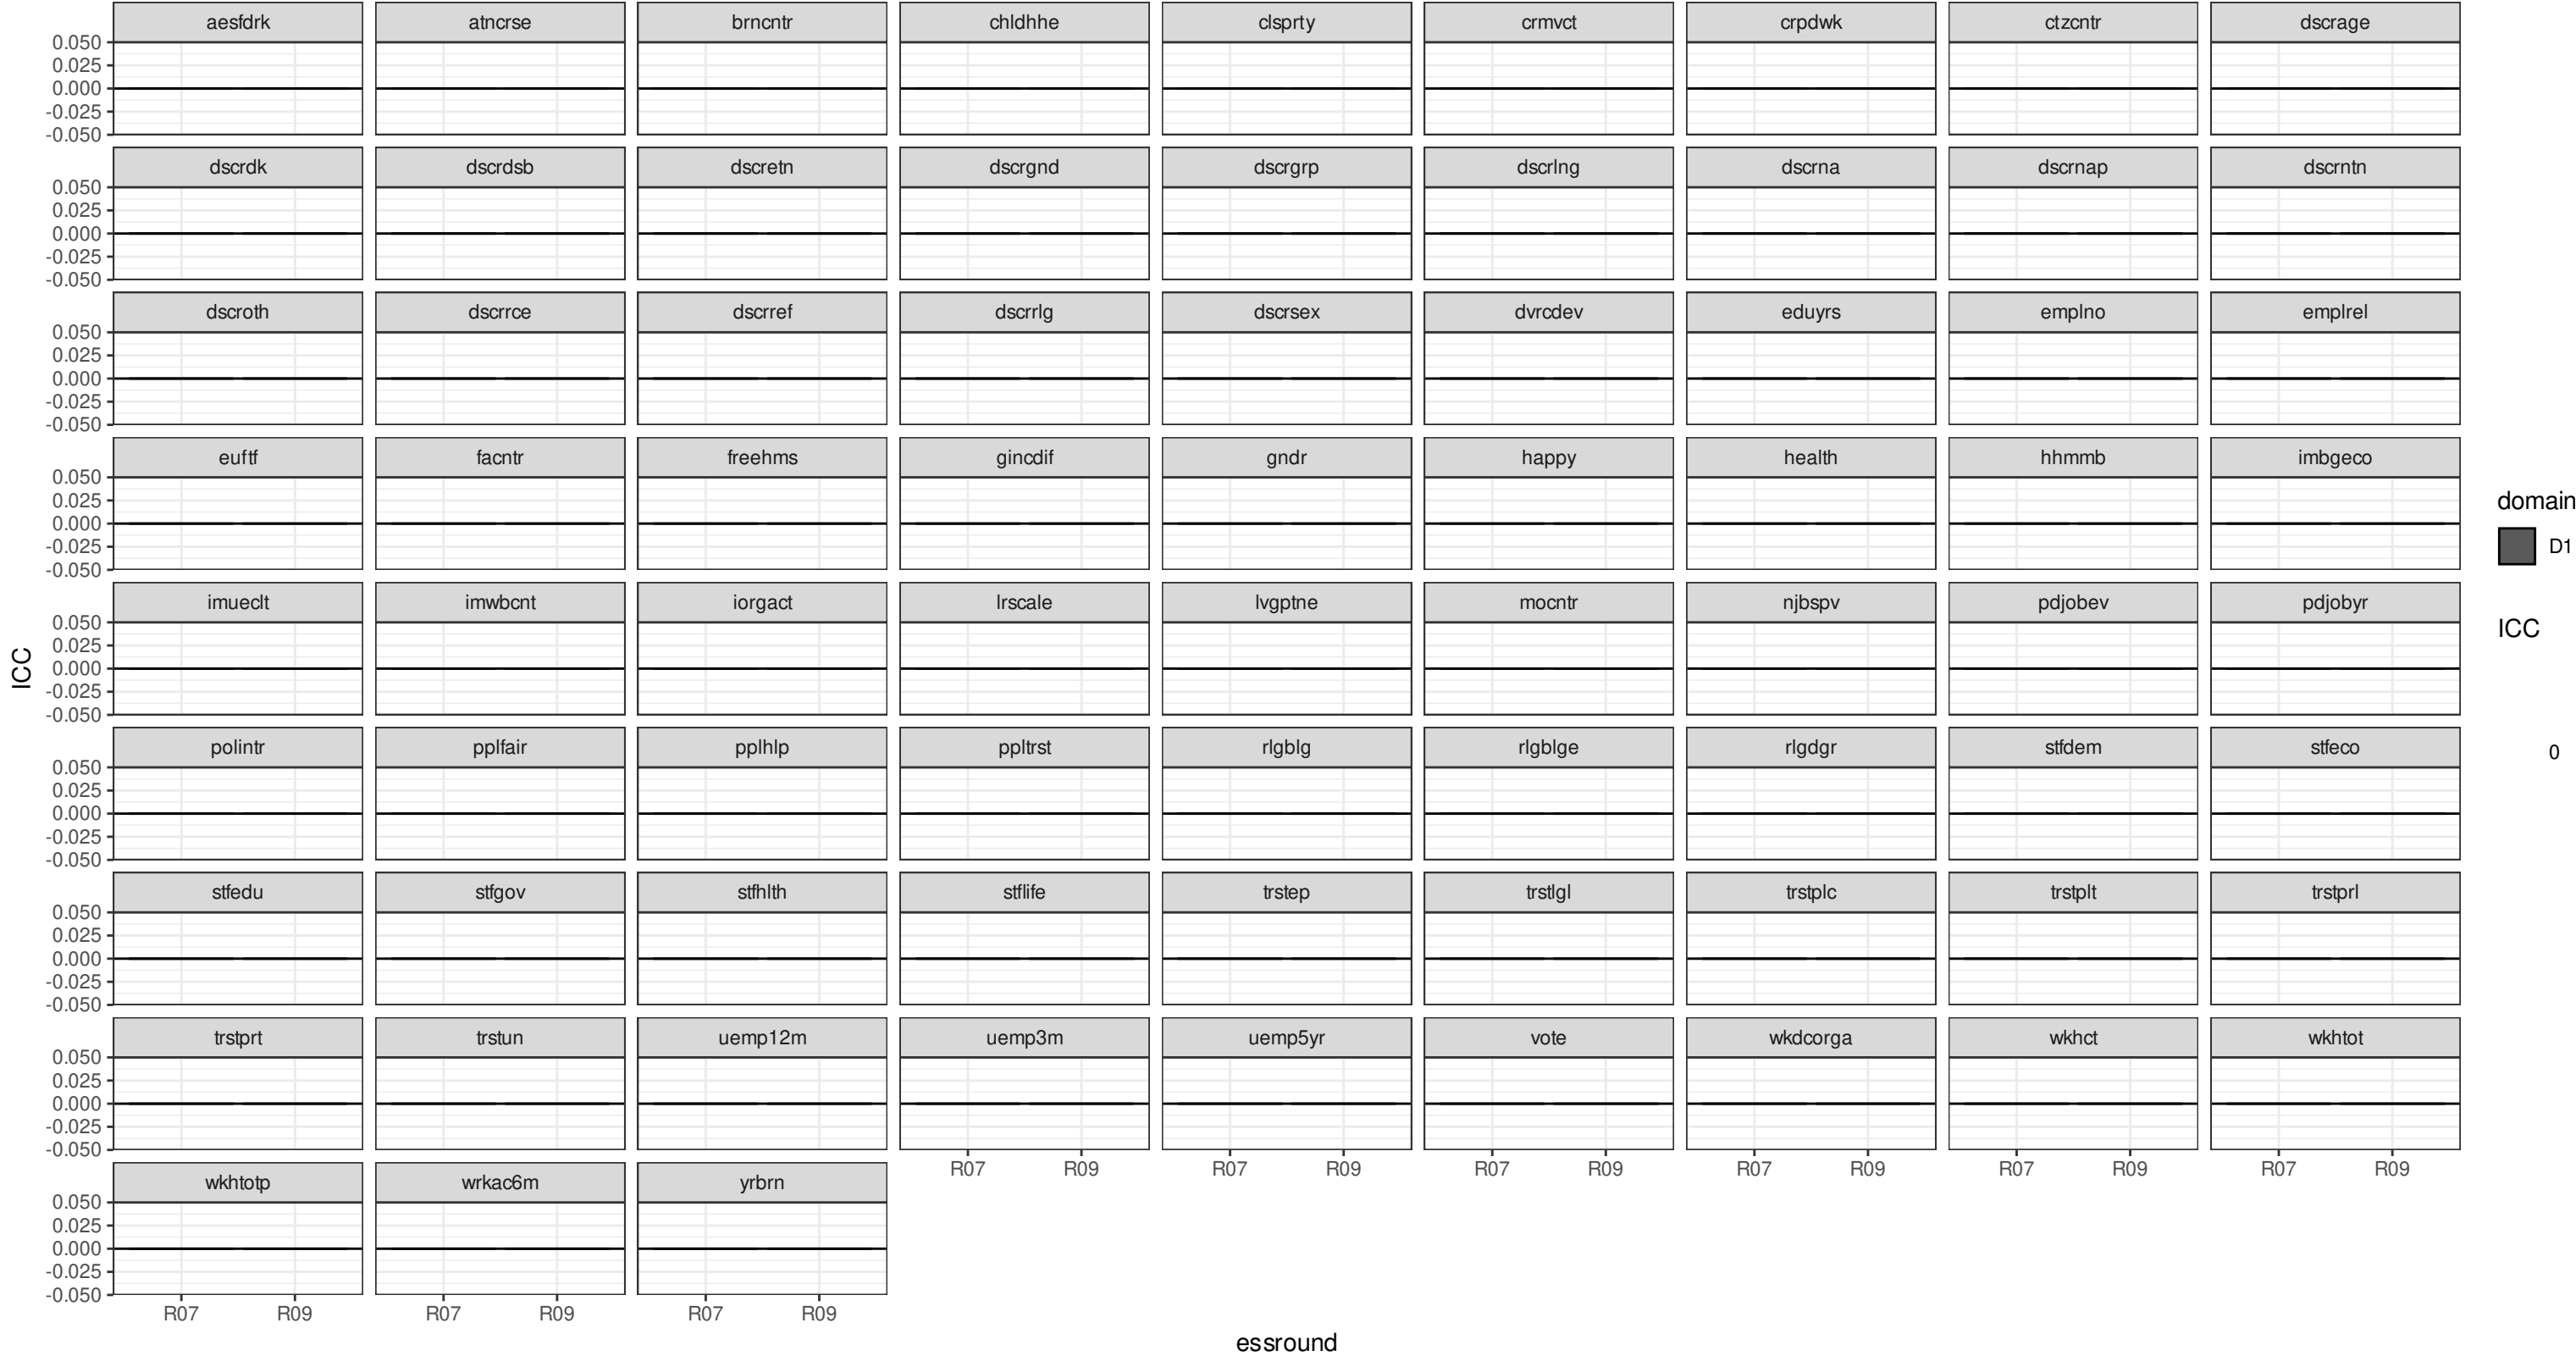 aesfdrk atncrse brncntr chldhhe clsprty crmvct crpdwk ctzcntr dscrage
0.050
0.025
0.000
-0.025
-0.050
dscrdk dscrdsb dscretn dscrgnd dscrgrp dscrlng dscrna dscrnap dscrntn
0.050
0.025
0.000
-0.025
-0.050
dscroth dscrrce dscrref dscrrlg dscrsex dvrcdev eduyrs emplno emplrel
0.050
0.025
0.000
-0.025
-0.050
euftf facntr freehms gincdif gndr happy health hhmmb imbgeco
0.050
0.025
0.000
-0.025
-0.050
imueclt imwbcnt iorgact lrscale lvgptne mocntr njbspv pdjobev pdjobyr
0.050
0.025
0.000
-0.025
-0.050
polintr pplfair pplhlp ppltrst rlgblg rlgblge rlgdgr stfdem stfeco
0.050
0.025
0.000
-0.025
-0.050
stfedu stfgov stfhlth stflife trstep trstlgl trstplc trstplt trstprl
0.050
0.025
0.000
-0.025
-0.050
trstprt trstun uemp12m uemp3m uemp5yr vote wkdcorga wkhct wkhtot
0.050
0.025
0.000
-0.025
-0.050
R07 R09 R07 R09 R07 R09 R07 R09 R07 R09 R07 R09
wkhtotp wrkac6m yrbrn
0.050
0.025
0.000
-0.025
-0.050
R07 R09 R07 R09 R07 R09
essround
ICC
domain
D1
ICC
0